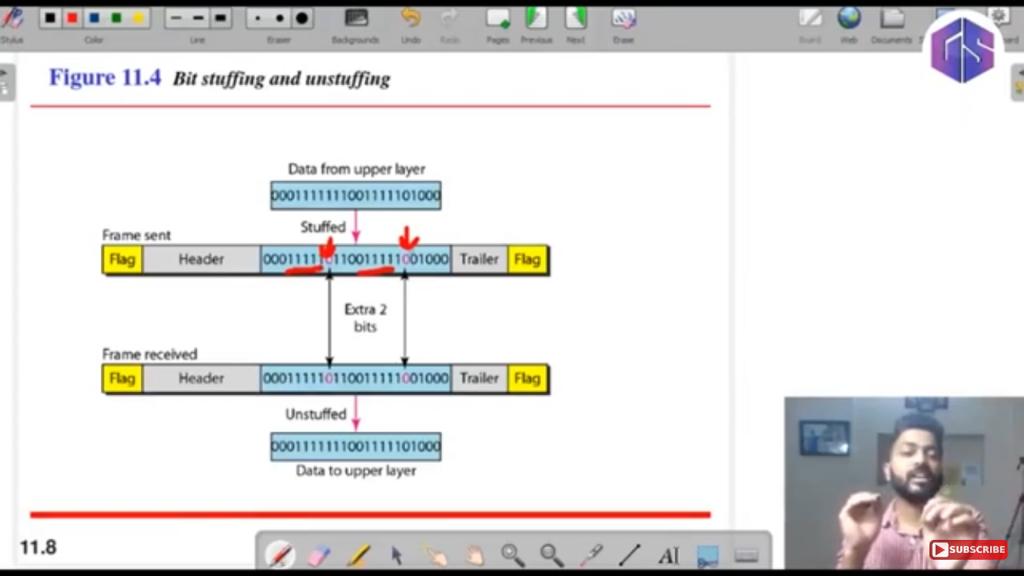 Stylus
Color
Line
Eraser
Backgrounds
Undo
Redo
Pages
Previous
Next
Erase
Board
Web
Documents
Figure 11.4 Bit stuffing and unstuffing
Data from upper layer
0001111111001111101000
Stuffed
Frame sent
Flag Header 000111110110011111001000 Trailer Flag
Extra 2
bits
Frame received
Flag Header 000111110110011111001000 Trailer Flag
Unstuffed
0001111111001111101000
Data to upper layer
11.8
SUBSCRIBE